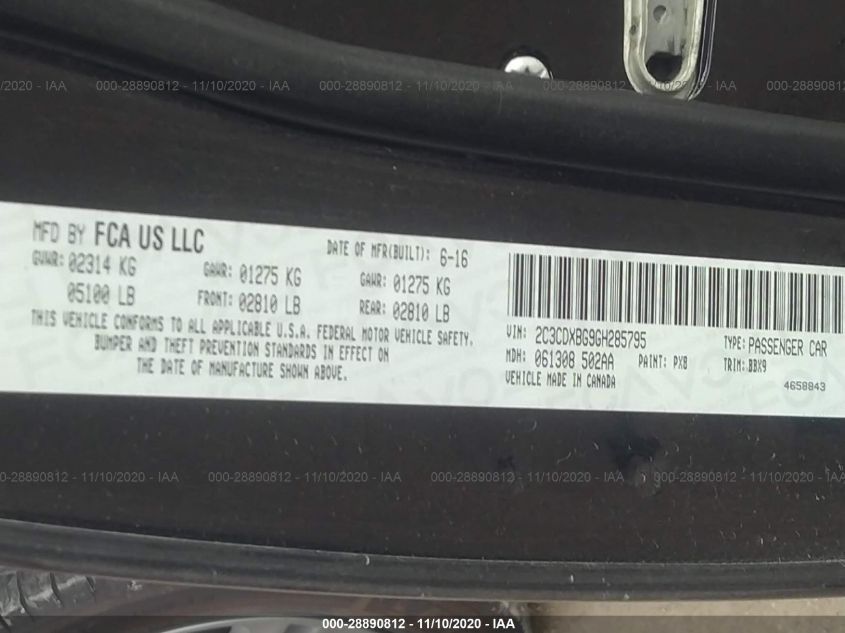 000-28890812 - 11/10/2020 - IAA
MFD BY FCA US LLC
DATE OF MFR(BUILT): 6-16
GVWR: 02314 KG
GAWR: 01275 KG
GAWR: 01275 KG
05100 LB
FRONT: 02810 LB
REAR: 02810 LB
THIS VEHICLE CONFORMS TO ALL APPLICABLE U.S.A. FEDERAL MOTOR VEHICLE SAFETY,
BUMPER AND THEFT PREVENTION STANDARDS IN EFFECT ON
THE DATE OF MANUFACTURE SHOWN ABOVE.
VIN: 2C3CDXBG9GH285795
TYPE: PASSENGER CAR
MDH: 061308 502AA
PAINT: PX8
TRIM: BBX9
VEHICLE MADE IN CANADA
4658843
000-28890812 - 11/10/2020 - IAA
000-28890812 - 11/10/2020 - IAA